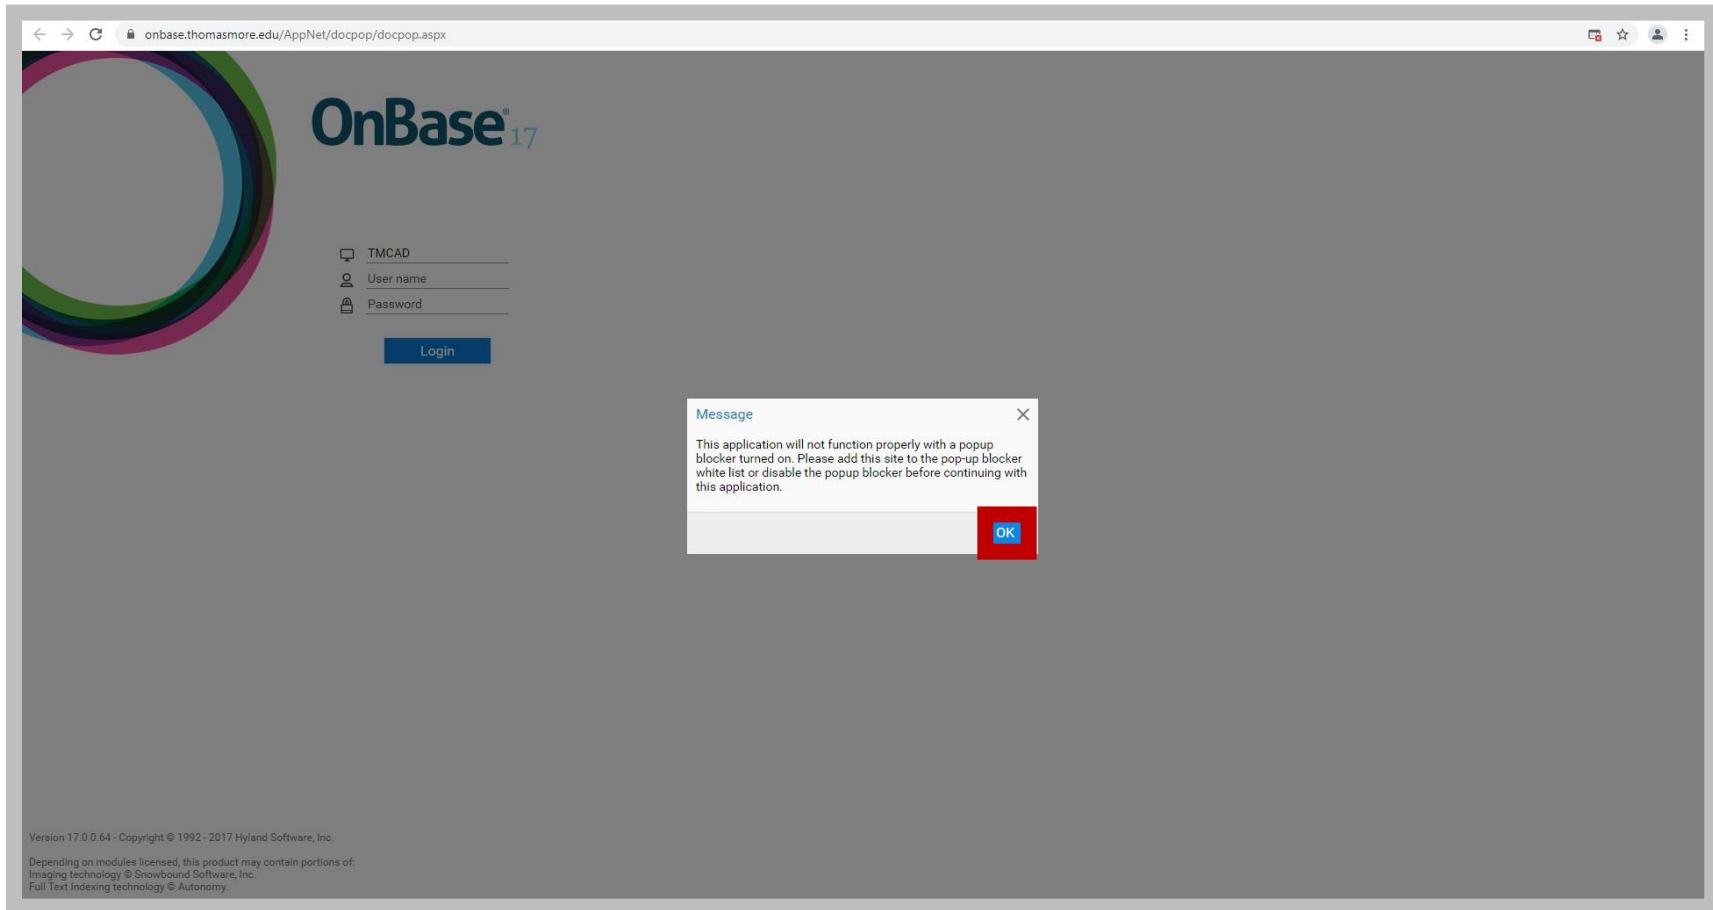 onbase.thomasmore.edu/AppNet/docpop/docpop.aspx
OnBase® 17
TMCAD
User name
Password
Login
Message
This application will not function properly with a popup
blocker turned on. Please add this site to the pop-up blocker
white list or disable the popup blocker before continuing with
this application.
OK
Version 17.0.0.64 - Copyright © 1992 - 2017 Hyland Software, Inc.
Depending on modules licensed, this product may contain portions of:
Imaging technology © Snowbound Software, Inc.
Full Text Indexing technology © Autonomy.